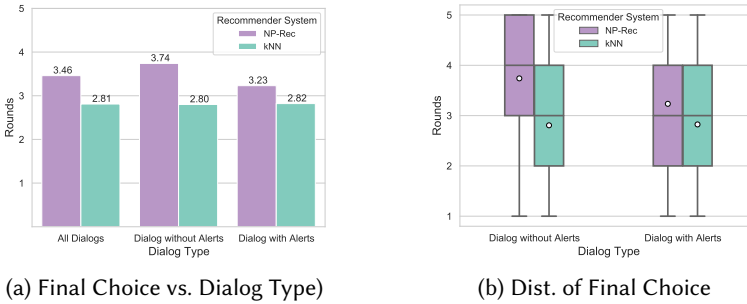 Recommender System
NP-Rec
kNN
5
4
3
2
1
Rounds
3.46
2.81
3.74
2.80
3.23
2.82
All Dialogs
Dialog without Alerts
Dialog with Alerts
Dialog Type
(a) Final Choice vs. Dialog Type)
Recommender System
NP-Rec
kNN
5
4
3
2
1
Rounds
Dialog without Alerts
Dialog with Alerts
Dialog Type
(b) Dist. of Final Choice